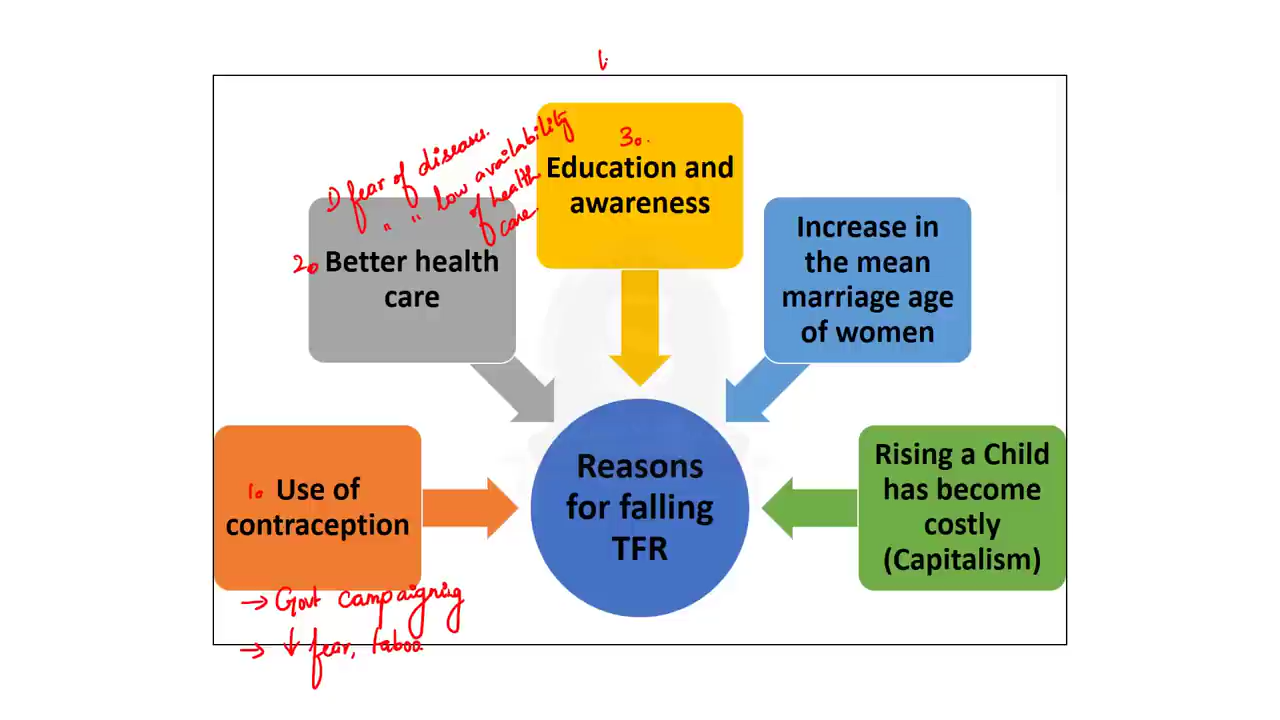 1) fear of diseases.
" " low availability
of health
care.
3.
Education and
awareness
2. Better health
care
Increase in
the mean
marriage age
of women
1. Use of
contraception
Reasons
for falling
TFR
Rising a Child
has become
costly
(Capitalism)
→ Govt campaigning
→ ↓ fear, taboo